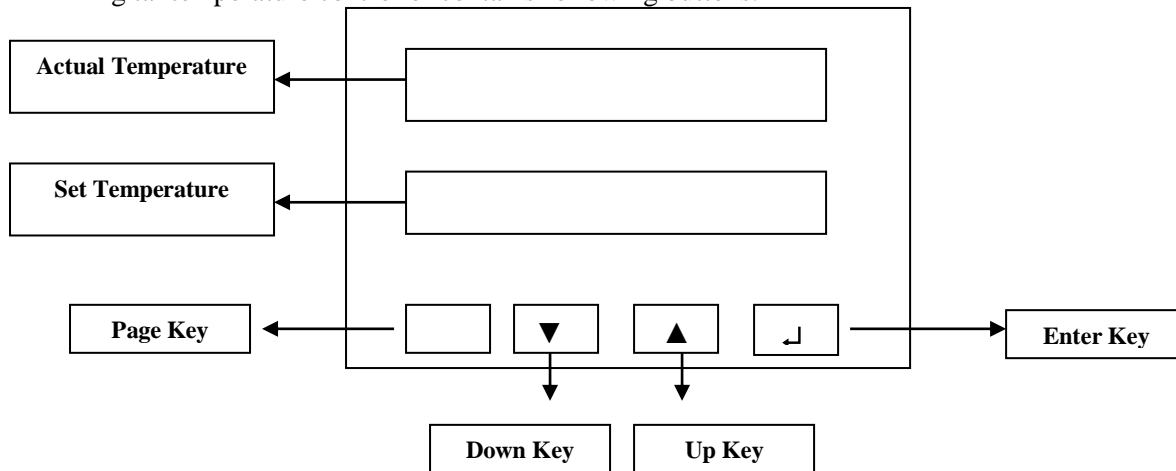 Actual Temperature
Set Temperature
▼ ▲ ↵
Page Key
Enter Key
Down Key Up Key